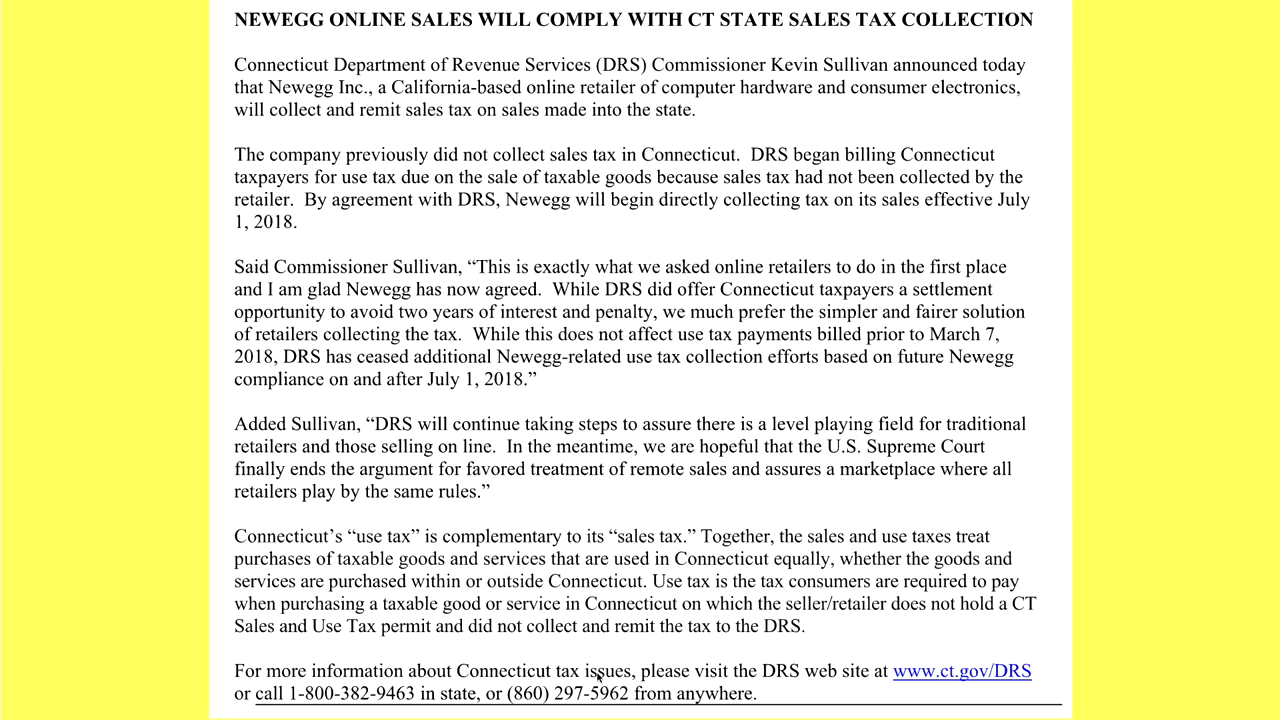 NEWEGG ONLINE SALES WILL COMPLY WITH CT STATE SALES TAX COLLECTION
Connecticut Department of Revenue Services (DRS) Commissioner Kevin Sullivan announced today
that Newegg Inc., a California-based online retailer of computer hardware and consumer electronics,
will collect and remit sales tax on sales made into the state.
The company previously did not collect sales tax in Connecticut.  DRS began billing Connecticut
taxpayers for use tax due on the sale of taxable goods because sales tax had not been collected by the
retailer.  By agreement with DRS, Newegg will begin directly collecting tax on its sales effective July
1, 2018.
Said Commissioner Sullivan, “This is exactly what we asked online retailers to do in the first place
and I am glad Newegg has now agreed.  While DRS did offer Connecticut taxpayers a settlement
opportunity to avoid two years of interest and penalty, we much prefer the simpler and fairer solution
of retailers collecting the tax.  While this does not affect use tax payments billed prior to March 7,
2018, DRS has ceased additional Newegg-related use tax collection efforts based on future Newegg
compliance on and after July 1, 2018.”
Added Sullivan, “DRS will continue taking steps to assure there is a level playing field for traditional
retailers and those selling on line.  In the meantime, we are hopeful that the U.S. Supreme Court
finally ends the argument for favored treatment of remote sales and assures a marketplace where all
retailers play by the same rules.”
Connecticut’s “use tax” is complementary to its “sales tax.” Together, the sales and use taxes treat
purchases of taxable goods and services that are used in Connecticut equally, whether the goods and
services are purchased within or outside Connecticut. Use tax is the tax consumers are required to pay
when purchasing a taxable good or service in Connecticut on which the seller/retailer does not hold a CT
Sales and Use Tax permit and did not collect and remit the tax to the DRS.
For more information about Connecticut tax issues, please visit the DRS web site at www.ct.gov/DRS
or call 1-800-382-9463 in state, or (860) 297-5962 from anywhere.